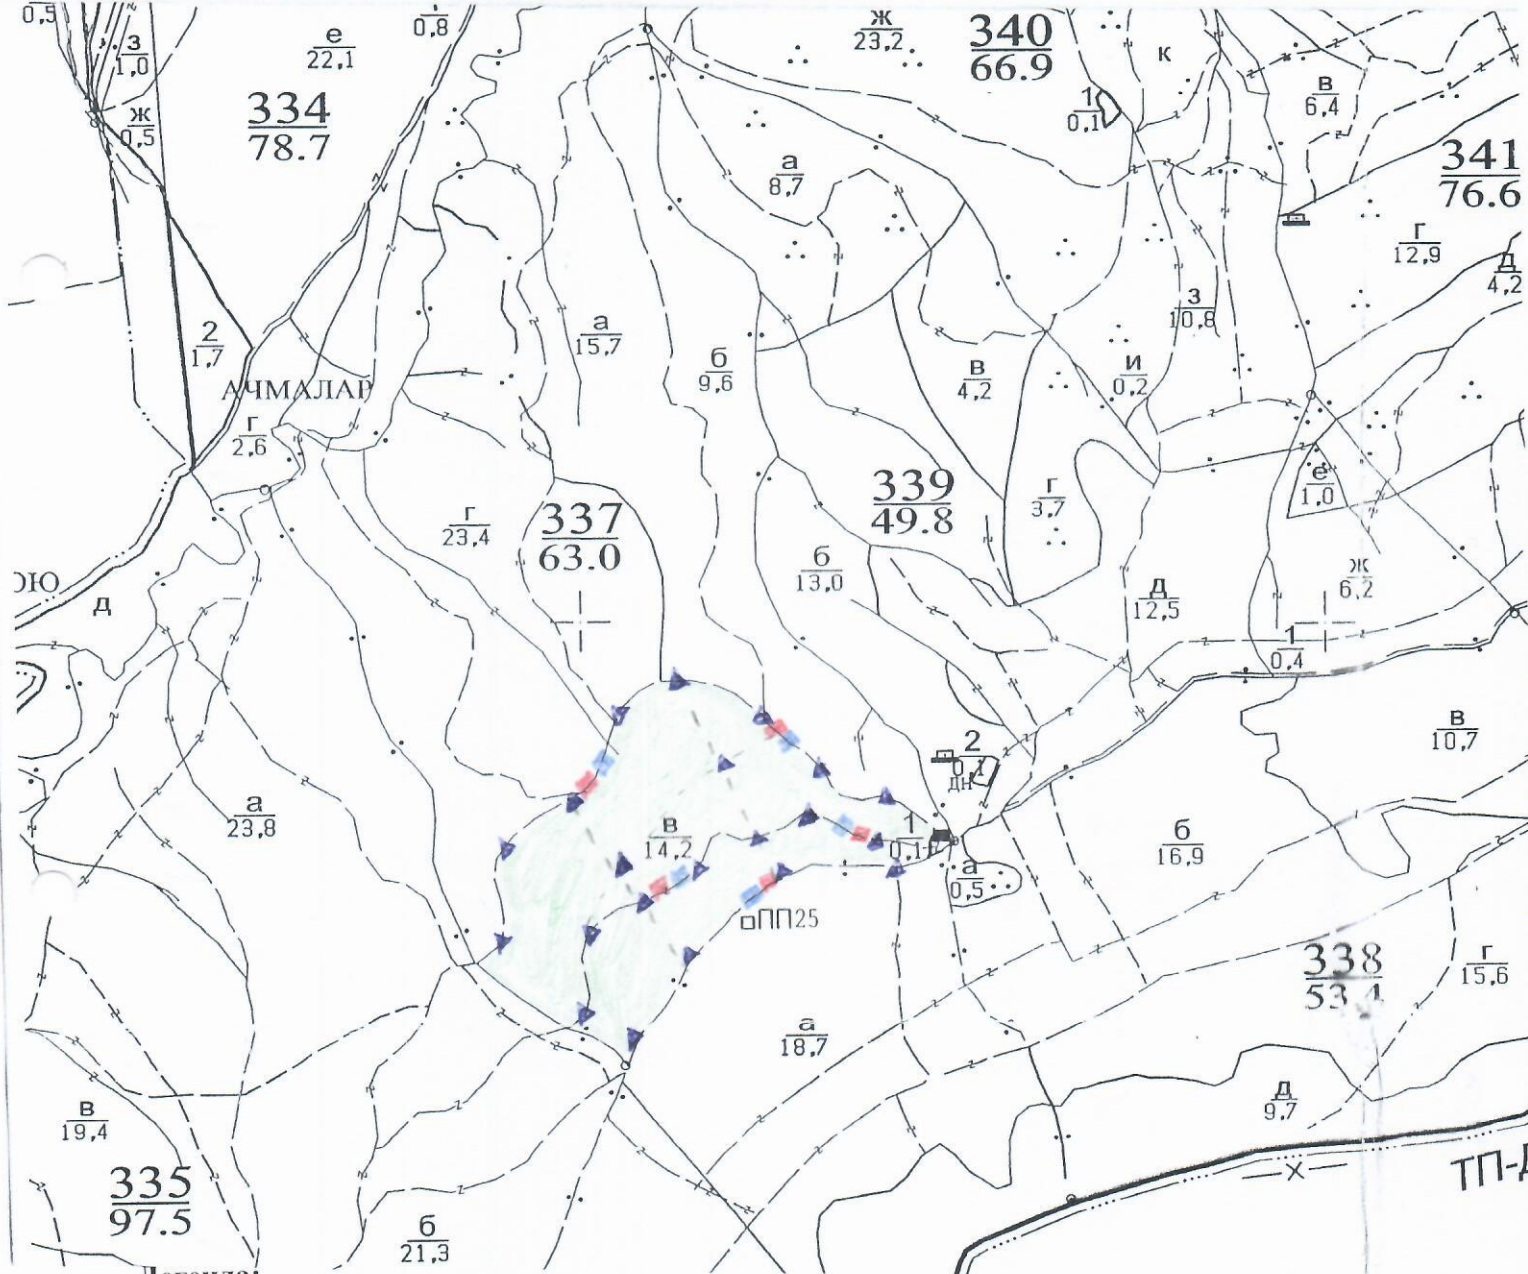 0,5
з
1,0
ж
0,5
е
22,1
334
78.7
0,8
ж
23,2
340
66.9
к
1
0,1
в
6,4
341
76.6
а
8,7
г
12,9
д
4,2
2
1,7
АЧМАЛАР
г
2,6
а
15,7
б
9,6
в
4,2
и
0,2
з
10,8
е
1,0
г
23,4
337
63.0
339
49.8
г
3,7
б
13,0
д
12,5
ж
6,2
1
0,4
ОЮ
д
в
10,7
2
0,1
ДН
а
23,8
в
14,2
1
0,1
а
0,5
б
16,9
ПП25
338
53.4
г
15,6
а
18,7
д
9,7
в
19,4
335
97.5
б
21,3
ТП-Д